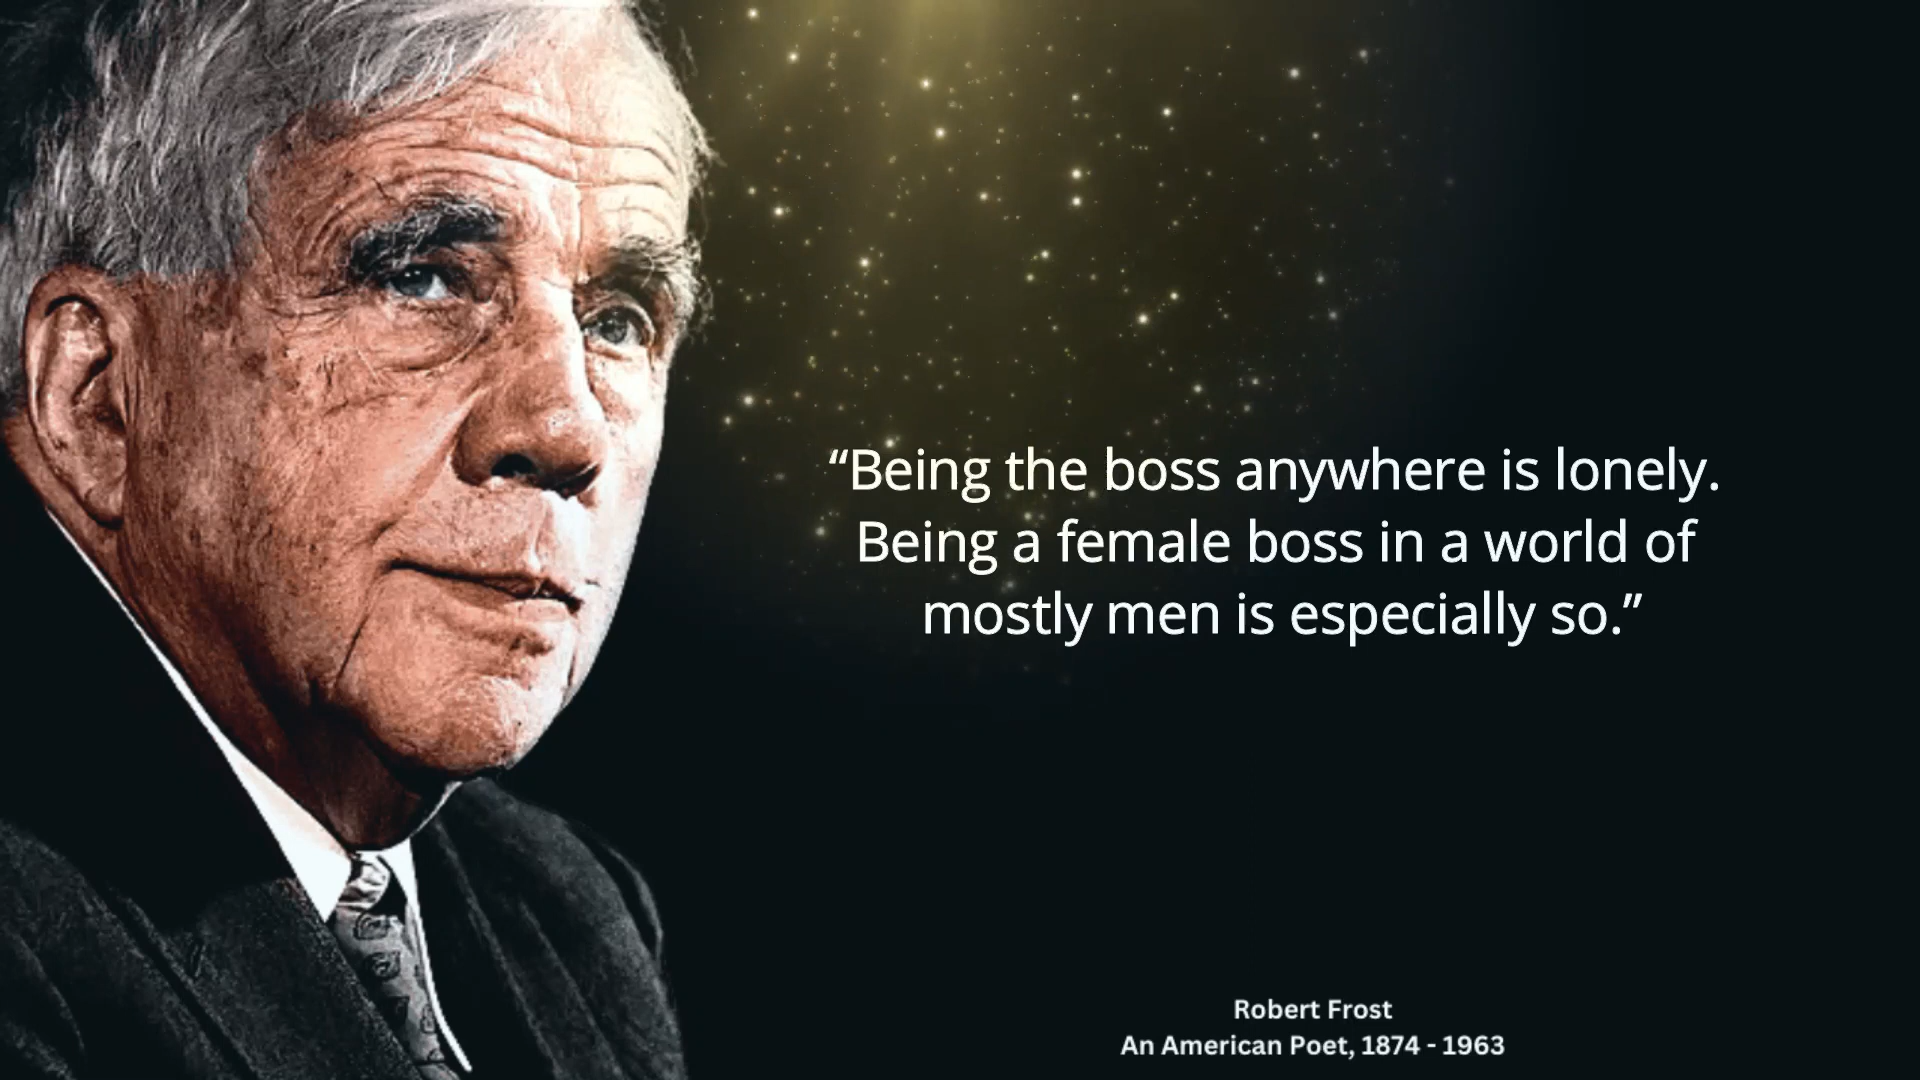 “Being the boss anywhere is lonely.
Being a female boss in a world of
mostly men is especially so.”
Robert Frost
An American Poet, 1874 - 1963